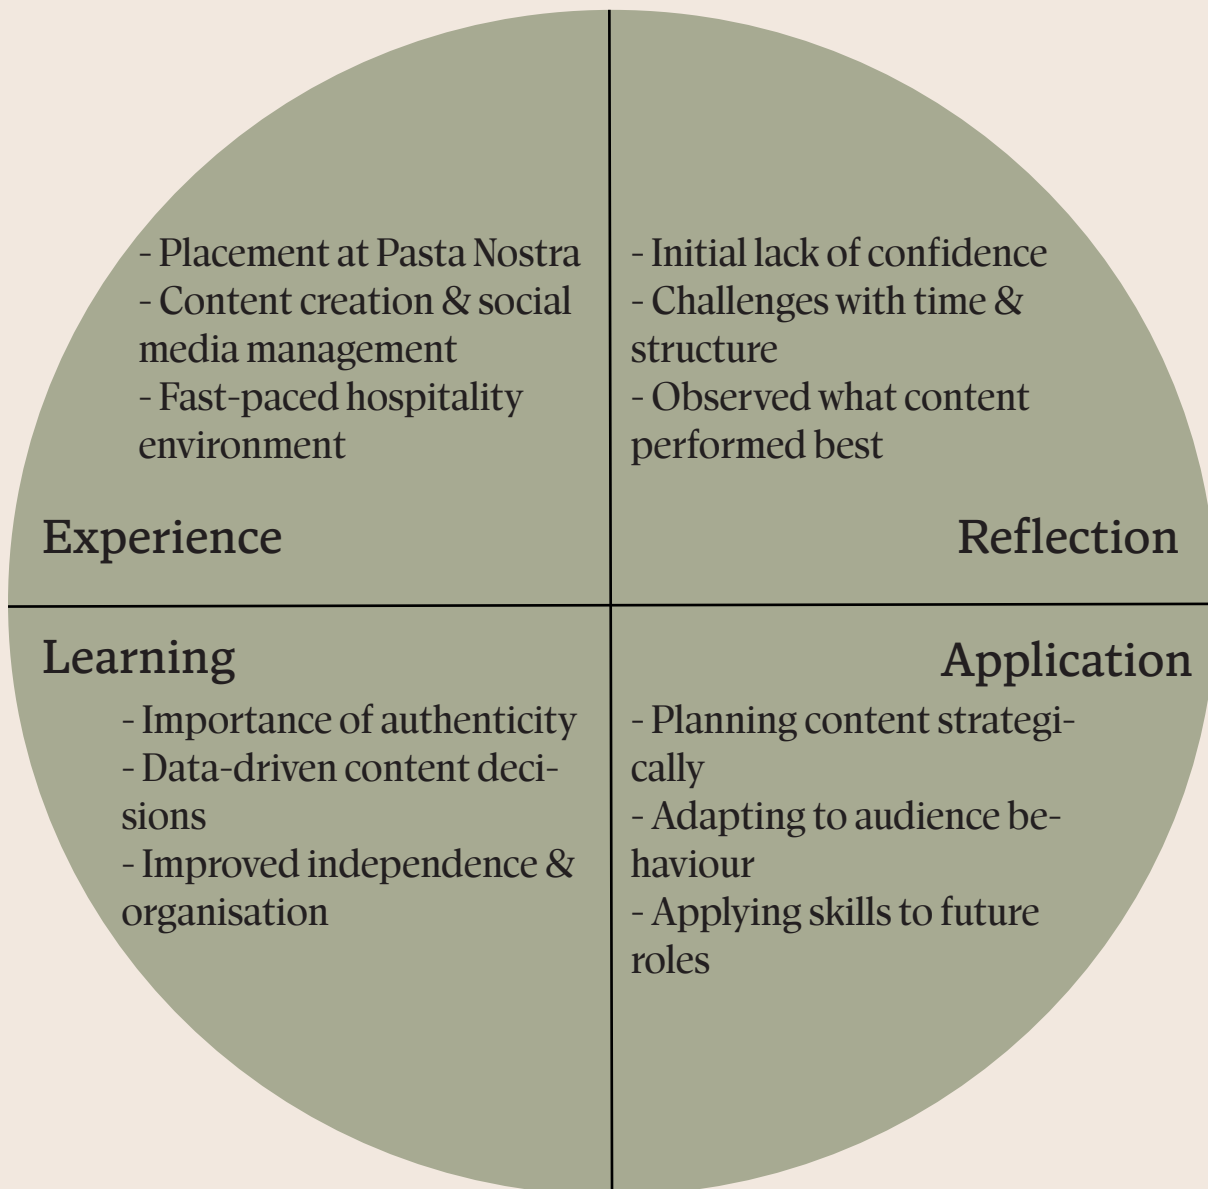 - Placement at Pasta Nostra
- Content creation & social
media management
- Fast-paced hospitality
environment
Experience
- Initial lack of confidence
- Challenges with time &
structure
- Observed what content
performed best
Reflection
Learning
- Importance of authenticity
- Data-driven content deci-
sions
- Improved independence &
organisation
Application
- Planning content strategi-
cally
- Adapting to audience be-
haviour
- Applying skills to future
roles